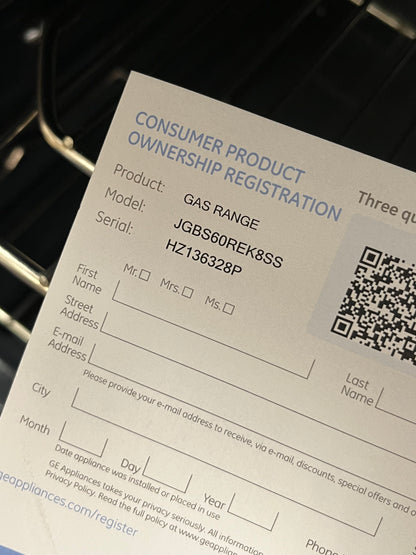 CONSUMER PRODUCT
OWNERSHIP REGISTRATION
Product: GAS RANGE
Model: JGBS60REK8SS
Serial: HZ136328P
Three
Mr. Mrs. Ms.
First
Name
Last
Name
Street
Address
E-mail
Address
Please provide your e-mail address to receive, via e-mail, discounts, special offers and
City
Month Day Year
Date appliance was installed or placed in use
Phone
GE Appliances takes your privacy seriously. All information
Privacy Policy. Read the full policy at www.geappliances
geappliances.com/register